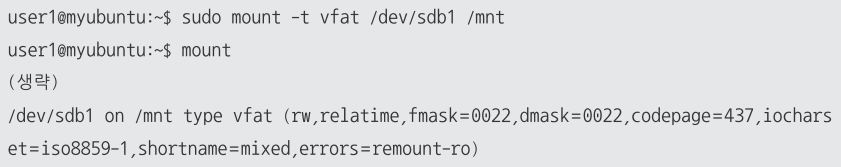 user1@myubuntu:~$ sudo mount -t vfat /dev/sdb1 /mnt
user1@myubuntu:~$ mount
(생략)
/dev/sdb1 on /mnt type vfat (rw,relatime,fmask=0022,dmask=0022,codepage=437,iochars
et=iso8859-1,shortname=mixed,errors=remount-ro)